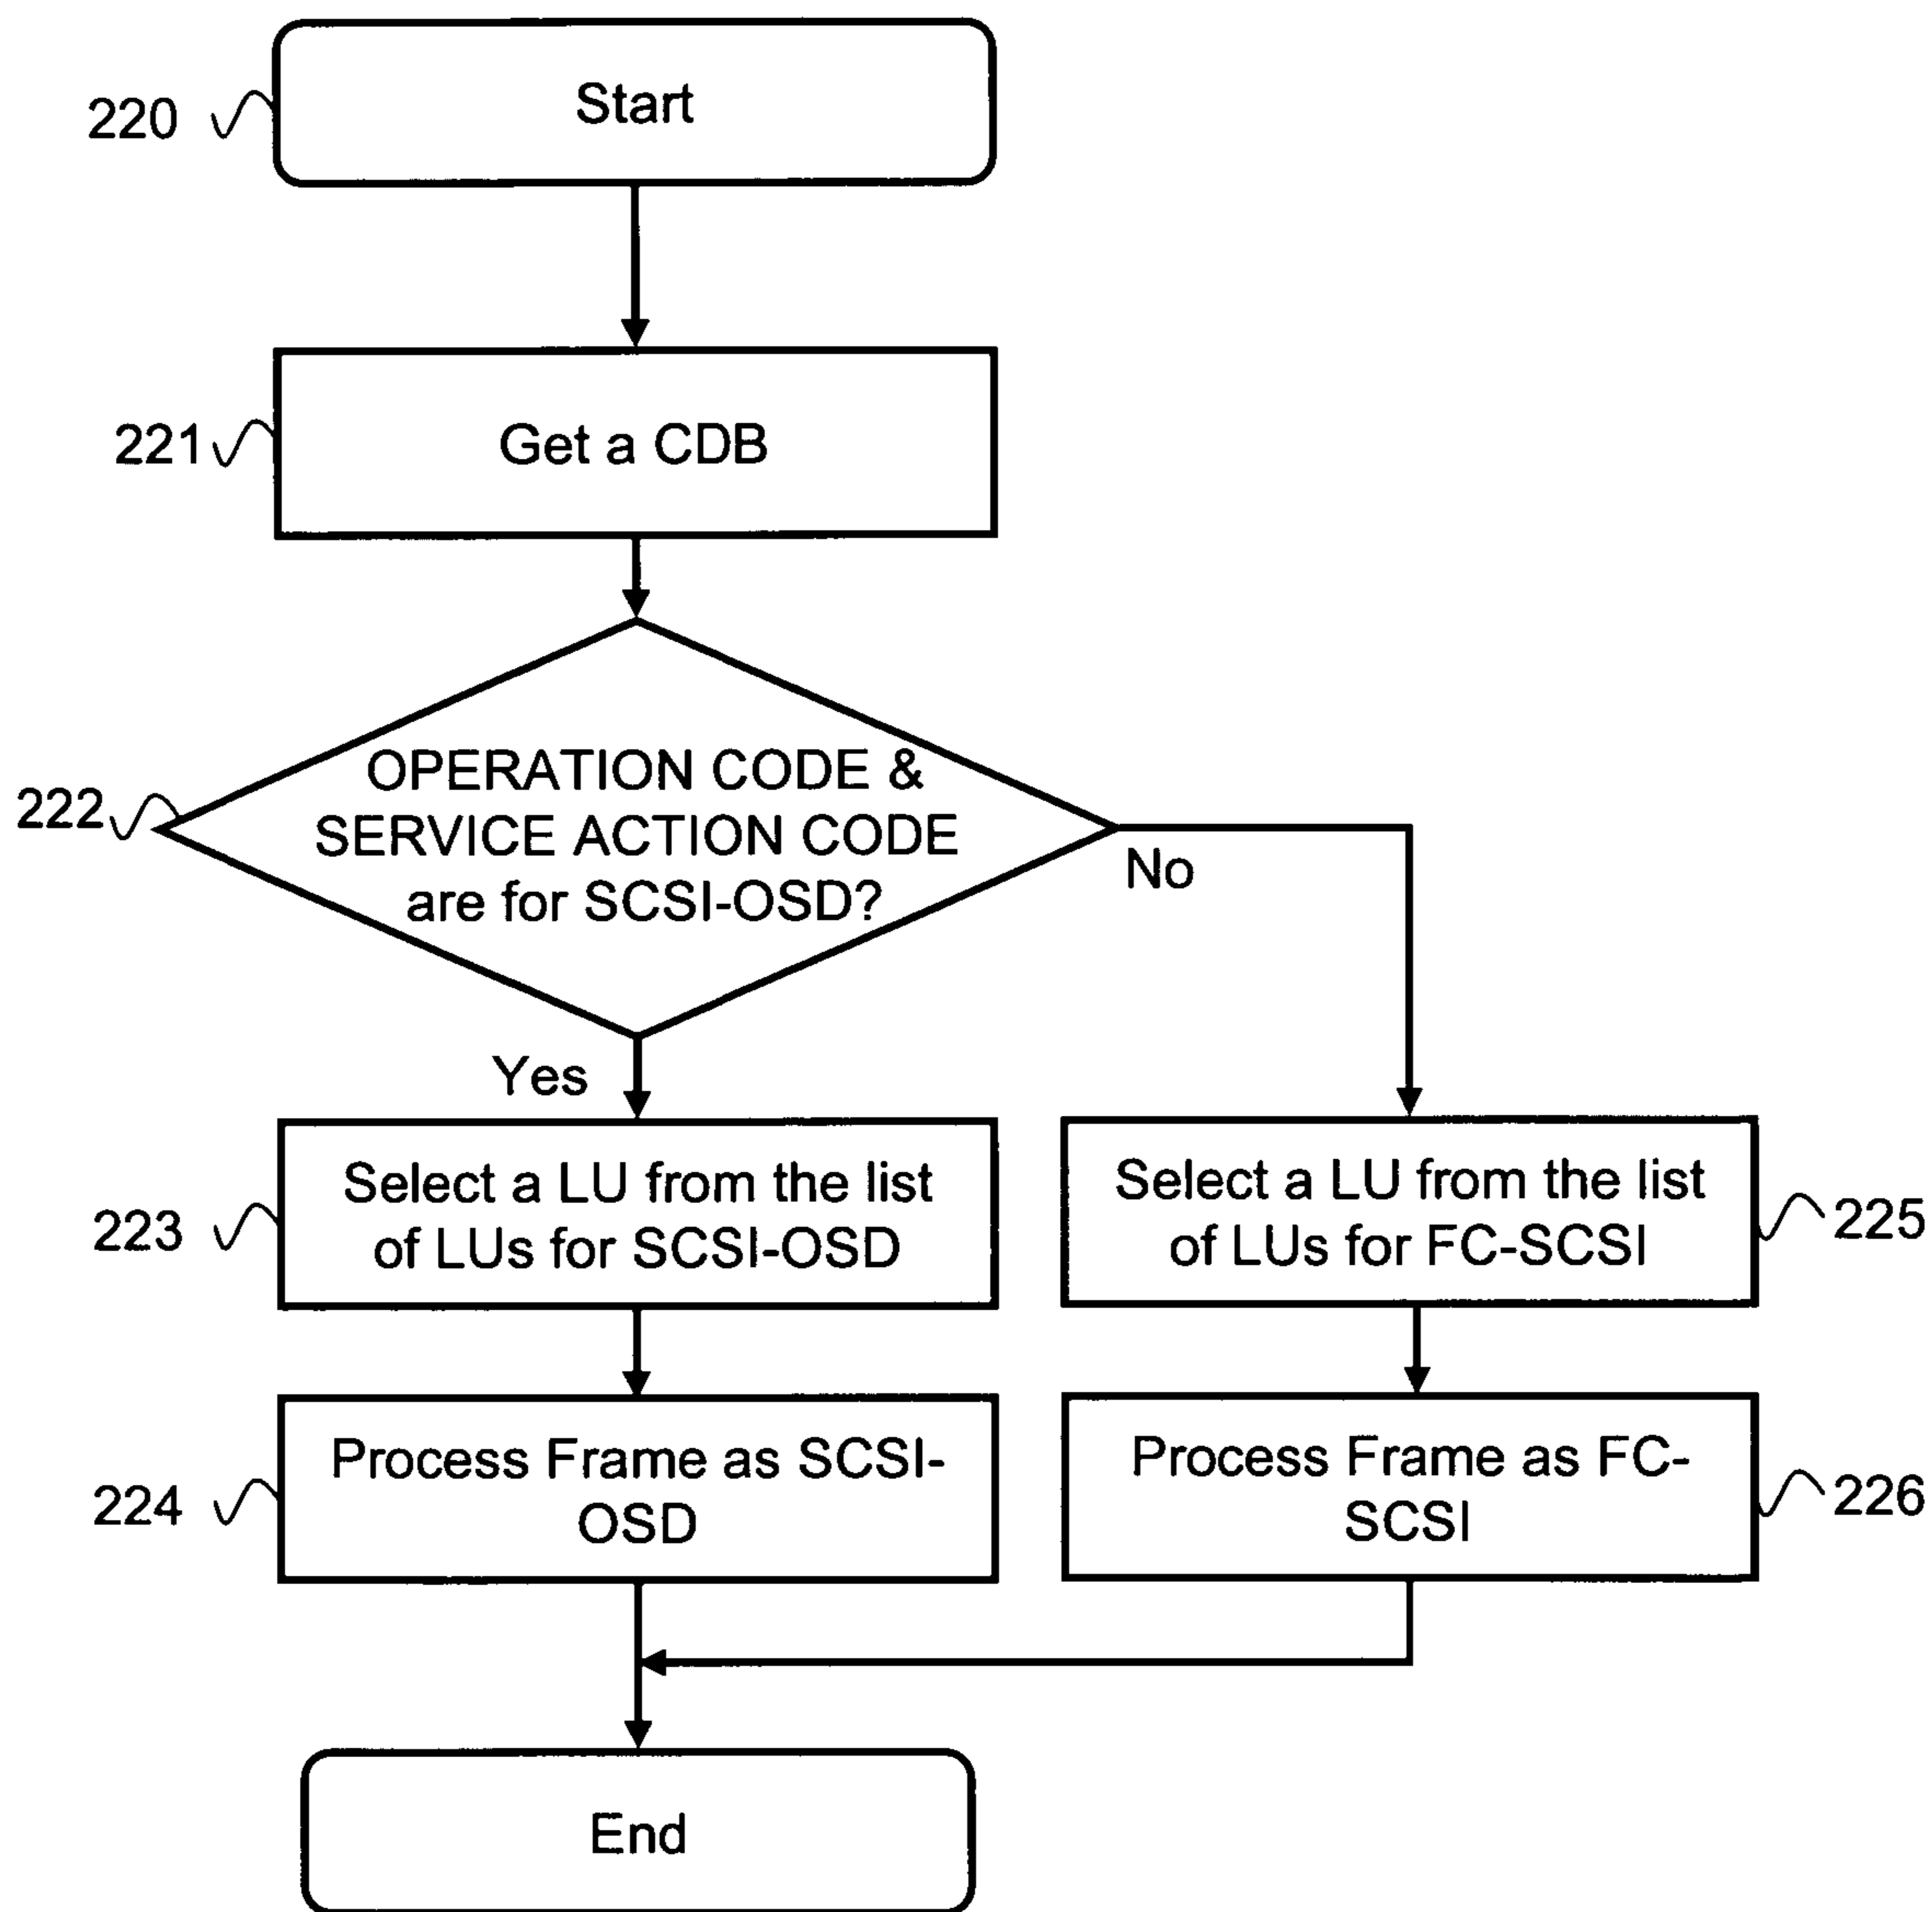 220
Start
221
Get a CDB
222
OPERATION CODE &
SERVICE ACTION CODE
are for SCSI-OSD?
No
Yes
223
Select a LU from the list
of LUs for SCSI-OSD
Select a LU from the list
of LUs for FC-SCSI
225
224
Process Frame as SCSI-
OSD
Process Frame as FC-
SCSI
226
End